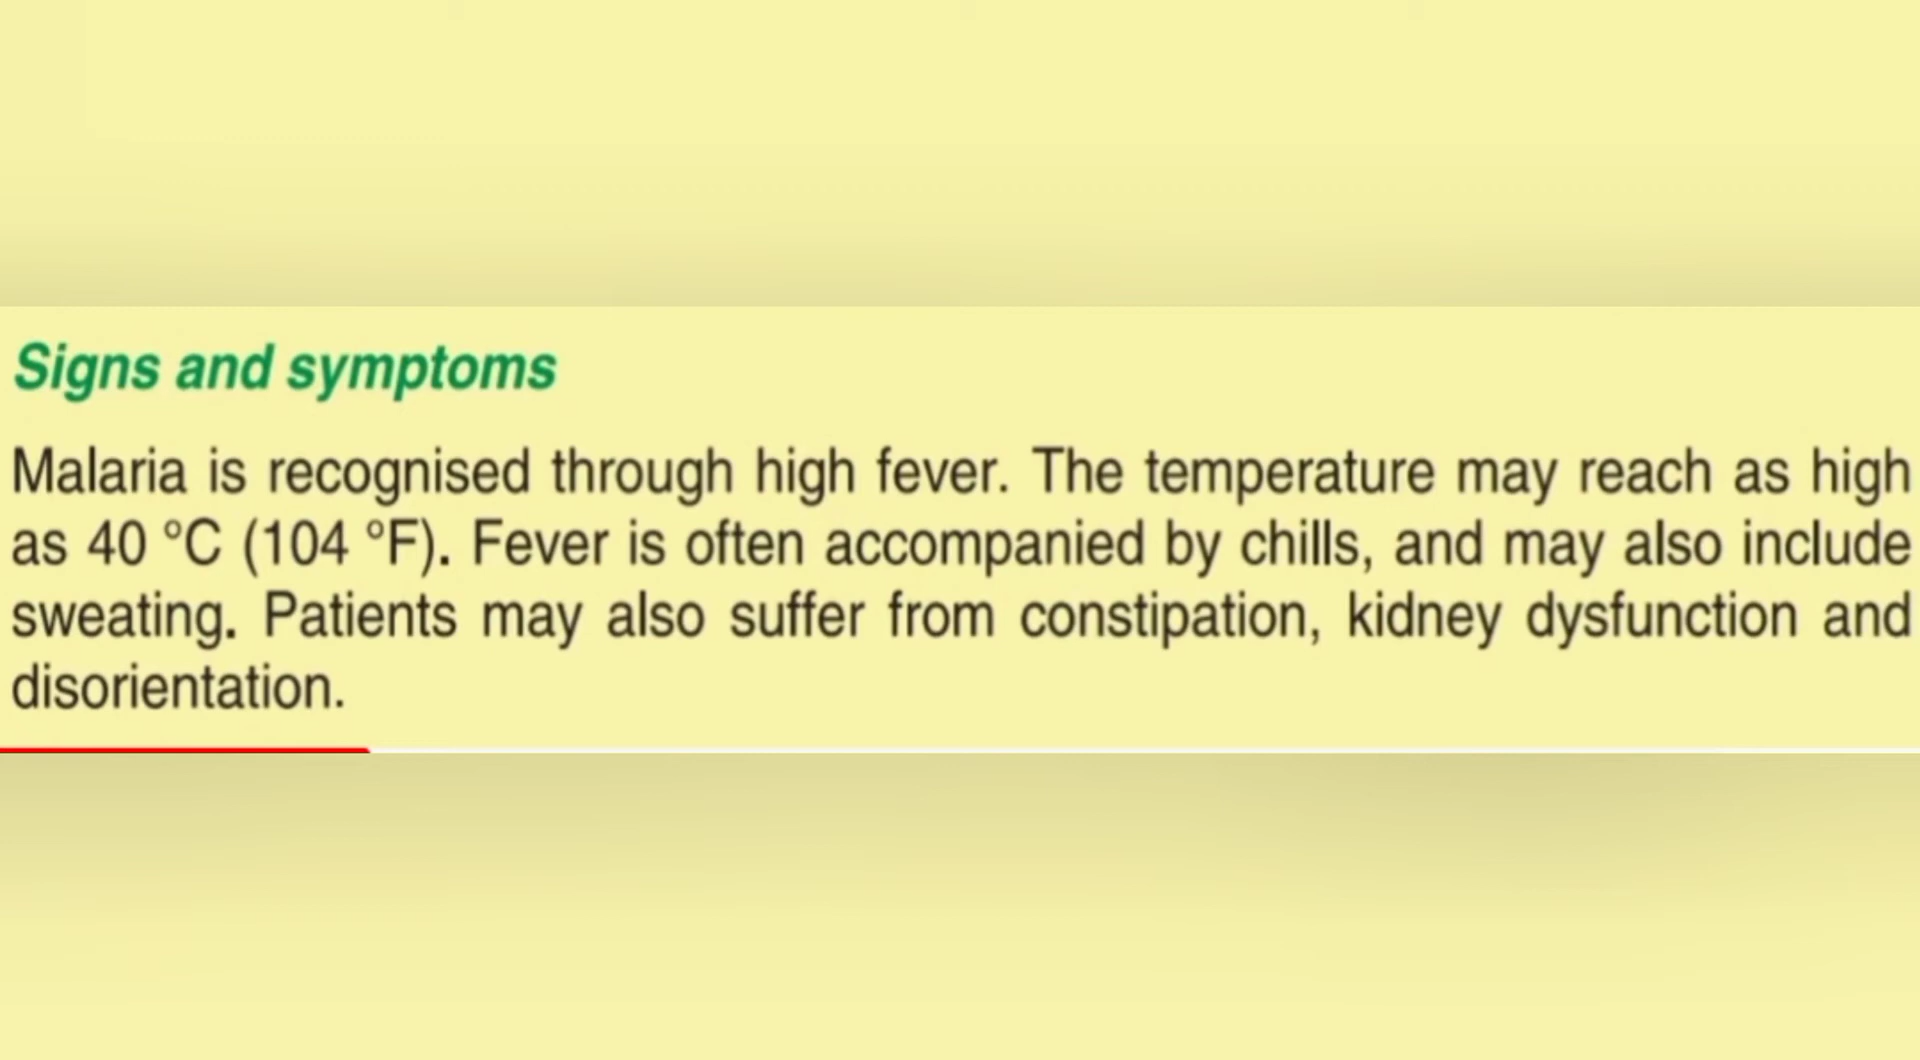 Signs and symptoms
Malaria is recognised through high fever. The temperature may reach as high
as 40 °C (104 °F). Fever is often accompanied by chills, and may also include
sweating. Patients may also suffer from constipation, kidney dysfunction and
disorientation.